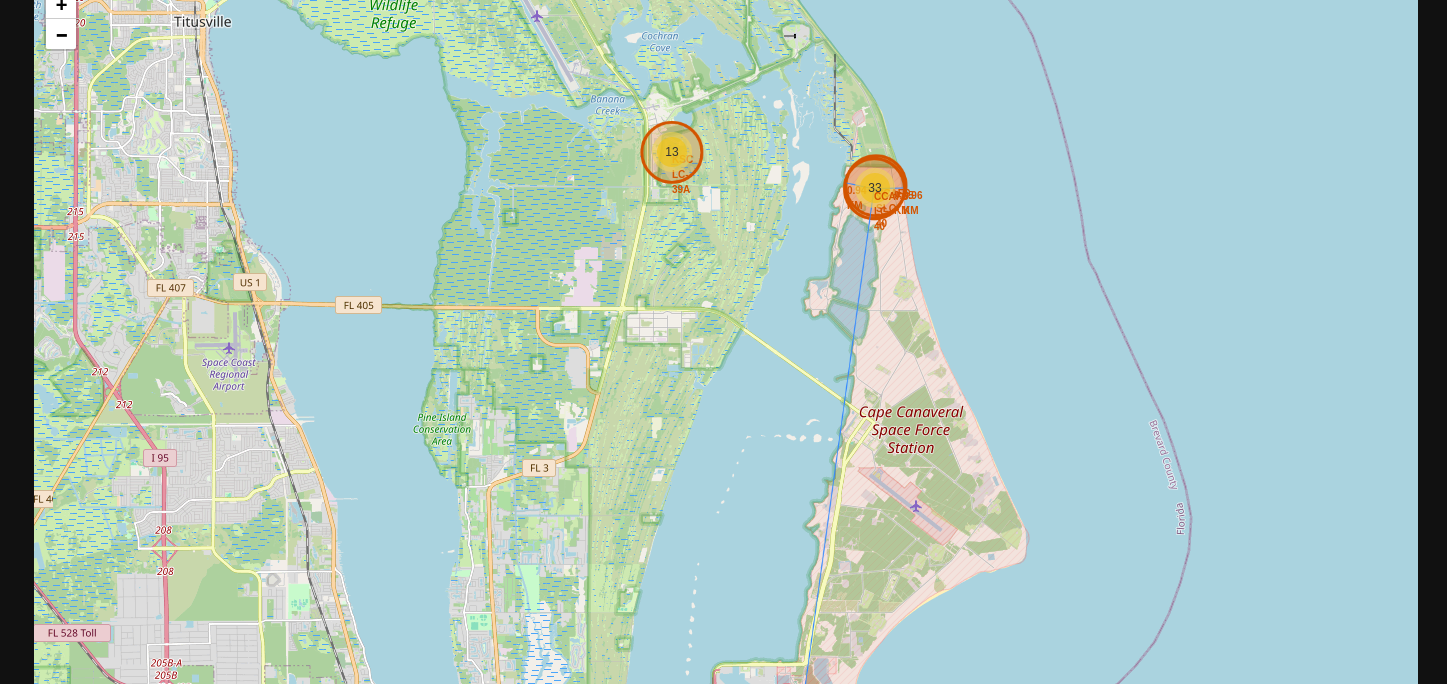 +
−
Titusville
Wildlife
Refuge
Cochran
Cove
Banana
Creek
13
LC-
39A
33
215
215
FL 407
US 1
FL 405
Space Coast
Regional
Airport
212
212
Pine Island
Conservation
Area
Cape Canaveral
Space Force
Station
I 95
FL 3
Brevard County
Florida
208
208
FL 528 Toll
205B-A
205B